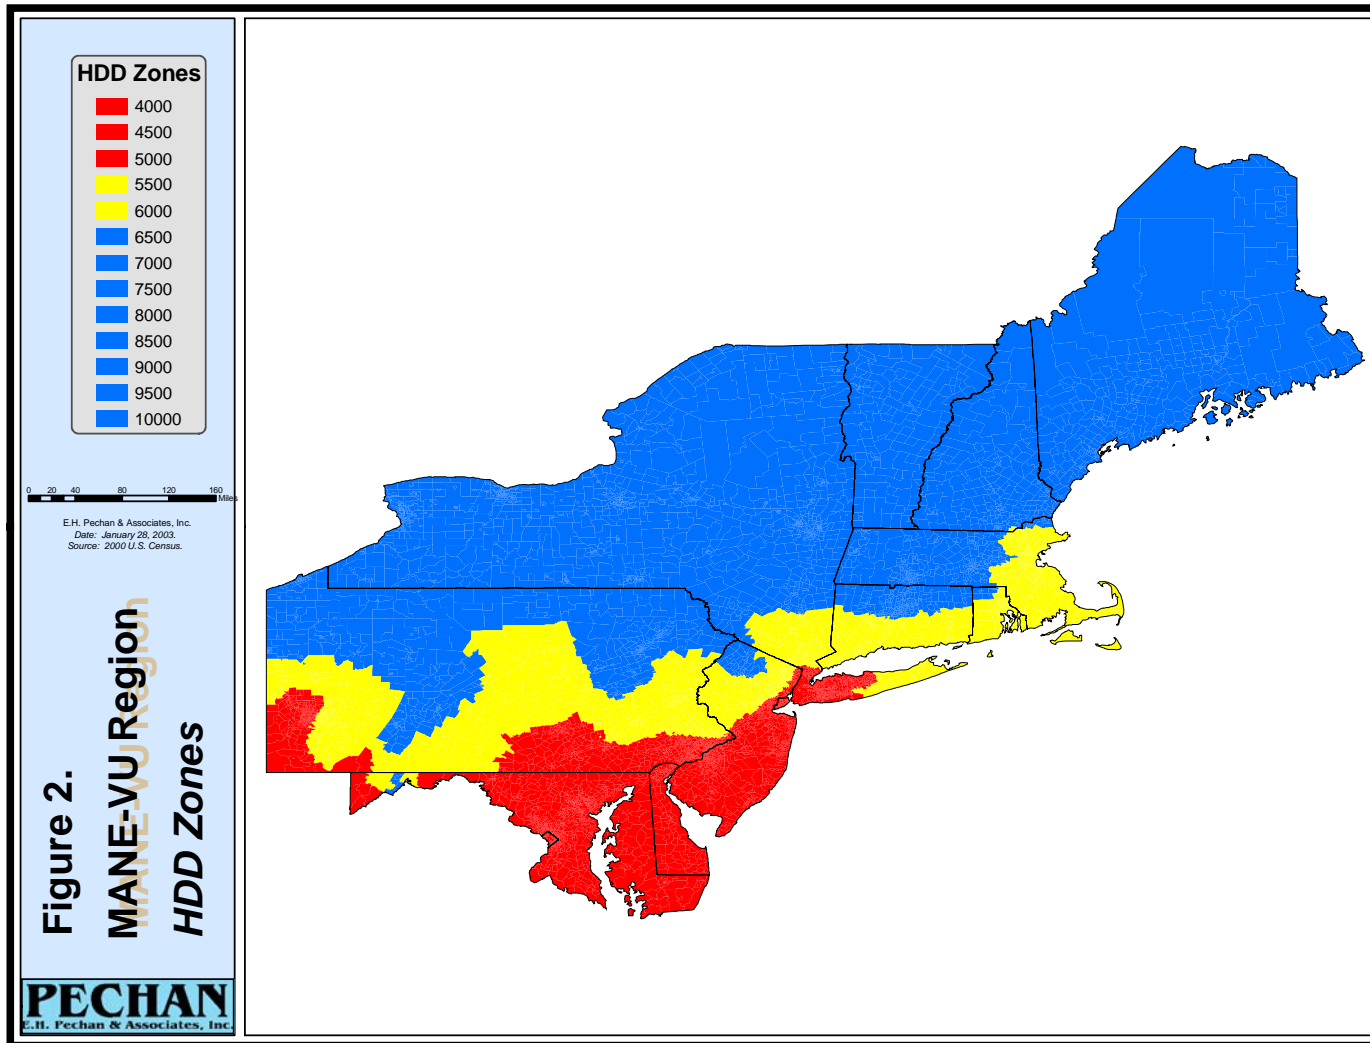 HDD Zones
4000
4500
5000
5500
6000
6500
7000
7500
8000
8500
9000
9500
10000
0 20 40 80 120 160
Miles
E.H. Pechan & Associates, Inc.
Date: January 28, 2003.
Source: 2000 U.S. Census.
Figure 2.
MANE-VU Region
HDD Zones
PECHAN
E.H. Pechan & Associates, Inc.